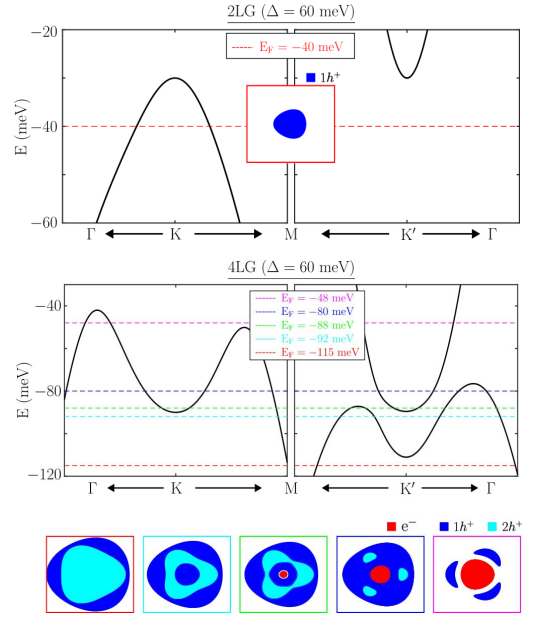 2LG (Δ = 60 meV)
−20
E_F = −40 meV
1h⁺
E (meV)
−40
−60
Γ K M K′ Γ
4LG (Δ = 60 meV)
E_F = −48 meV
E_F = −80 meV
E_F = −88 meV
E_F = −92 meV
E_F = −115 meV
−40
E (meV)
−80
−120
Γ K M K′ Γ
e⁻ 1h⁺ 2h⁺